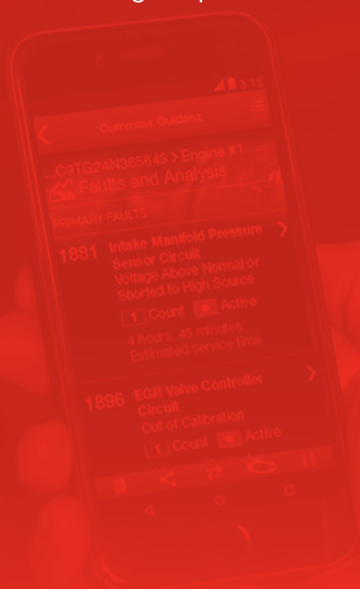 3:15
Cummins Guidanz
...C9TG24N365643 > Engine #1
Faults and Analysis
PRIMARY FAULTS
1881 Intake Manifold Pressure
Sensor Circuit
Voltage Above Normal or
Shorted to High Source
1 Count Active
4 hours, 45 minutes
Estimated service time
1896 EGR Valve Controller
Circuit
Out of Calibration
1 Count Active